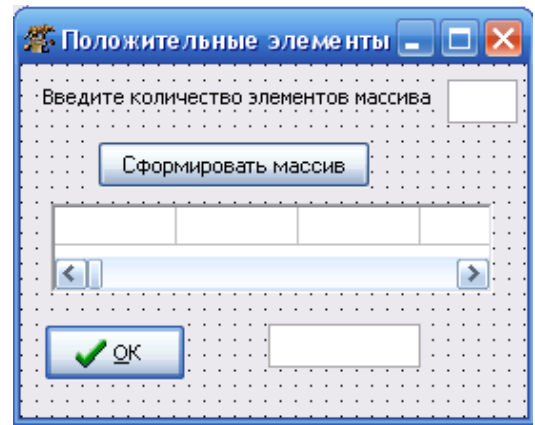 Положительные элементы
Введите количество элементов массива
Сформировать массив
OK